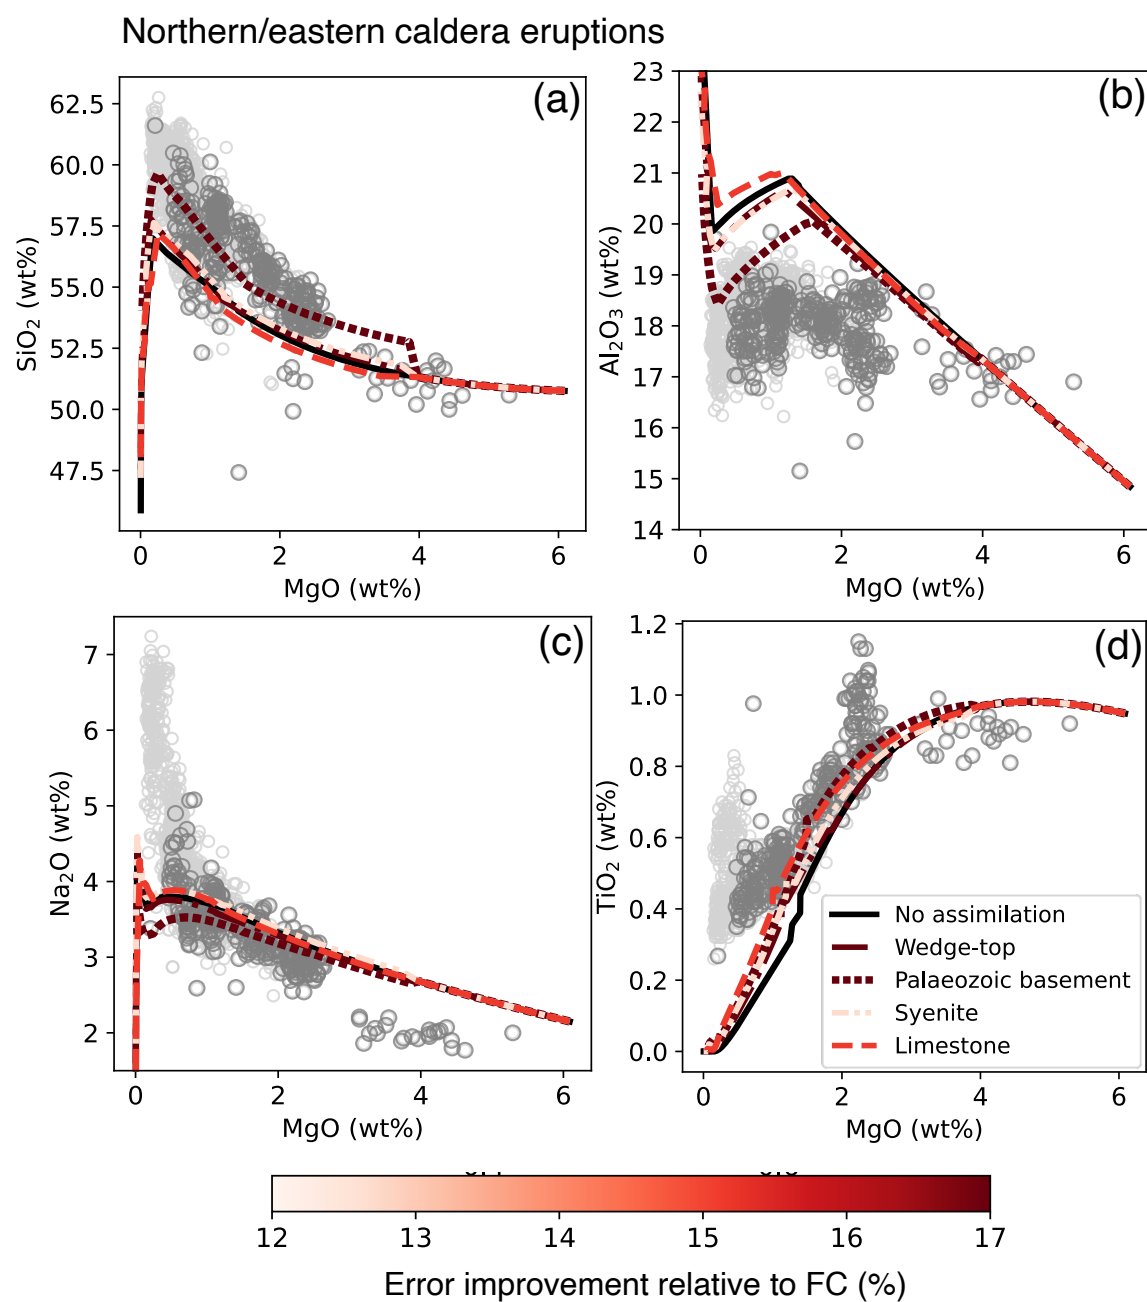 Northern/eastern caldera eruptions
(a)
62.5
60.0
57.5
55.0
52.5
50.0
47.5
SiO₂ (wt%)
0 2 4 6
MgO (wt%)
(b)
23
22
21
20
19
18
17
16
15
14
Al₂O₃ (wt%)
0 2 4 6
MgO (wt%)
(c)
7
6
5
4
3
2
Na₂O (wt%)
0 2 4 6
MgO (wt%)
(d)
1.2
1.0
0.8
0.6
0.4
0.2
0.0
TiO₂ (wt%)
No assimilation
Wedge-top
Palaeozoic basement
Syenite
Limestone
0 2 4 6
MgO (wt%)
12 13 14 15 16 17
Error improvement relative to FC (%)